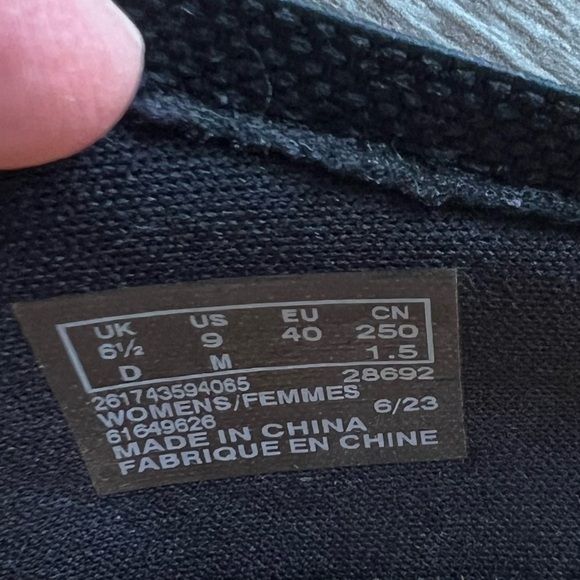 UK US EU CN
6½ 9 40 250
D M 1.5
261743594065 28692
WOMENS/FEMMES 6/23
61649626
MADE IN CHINA
FABRIQUE EN CHINE